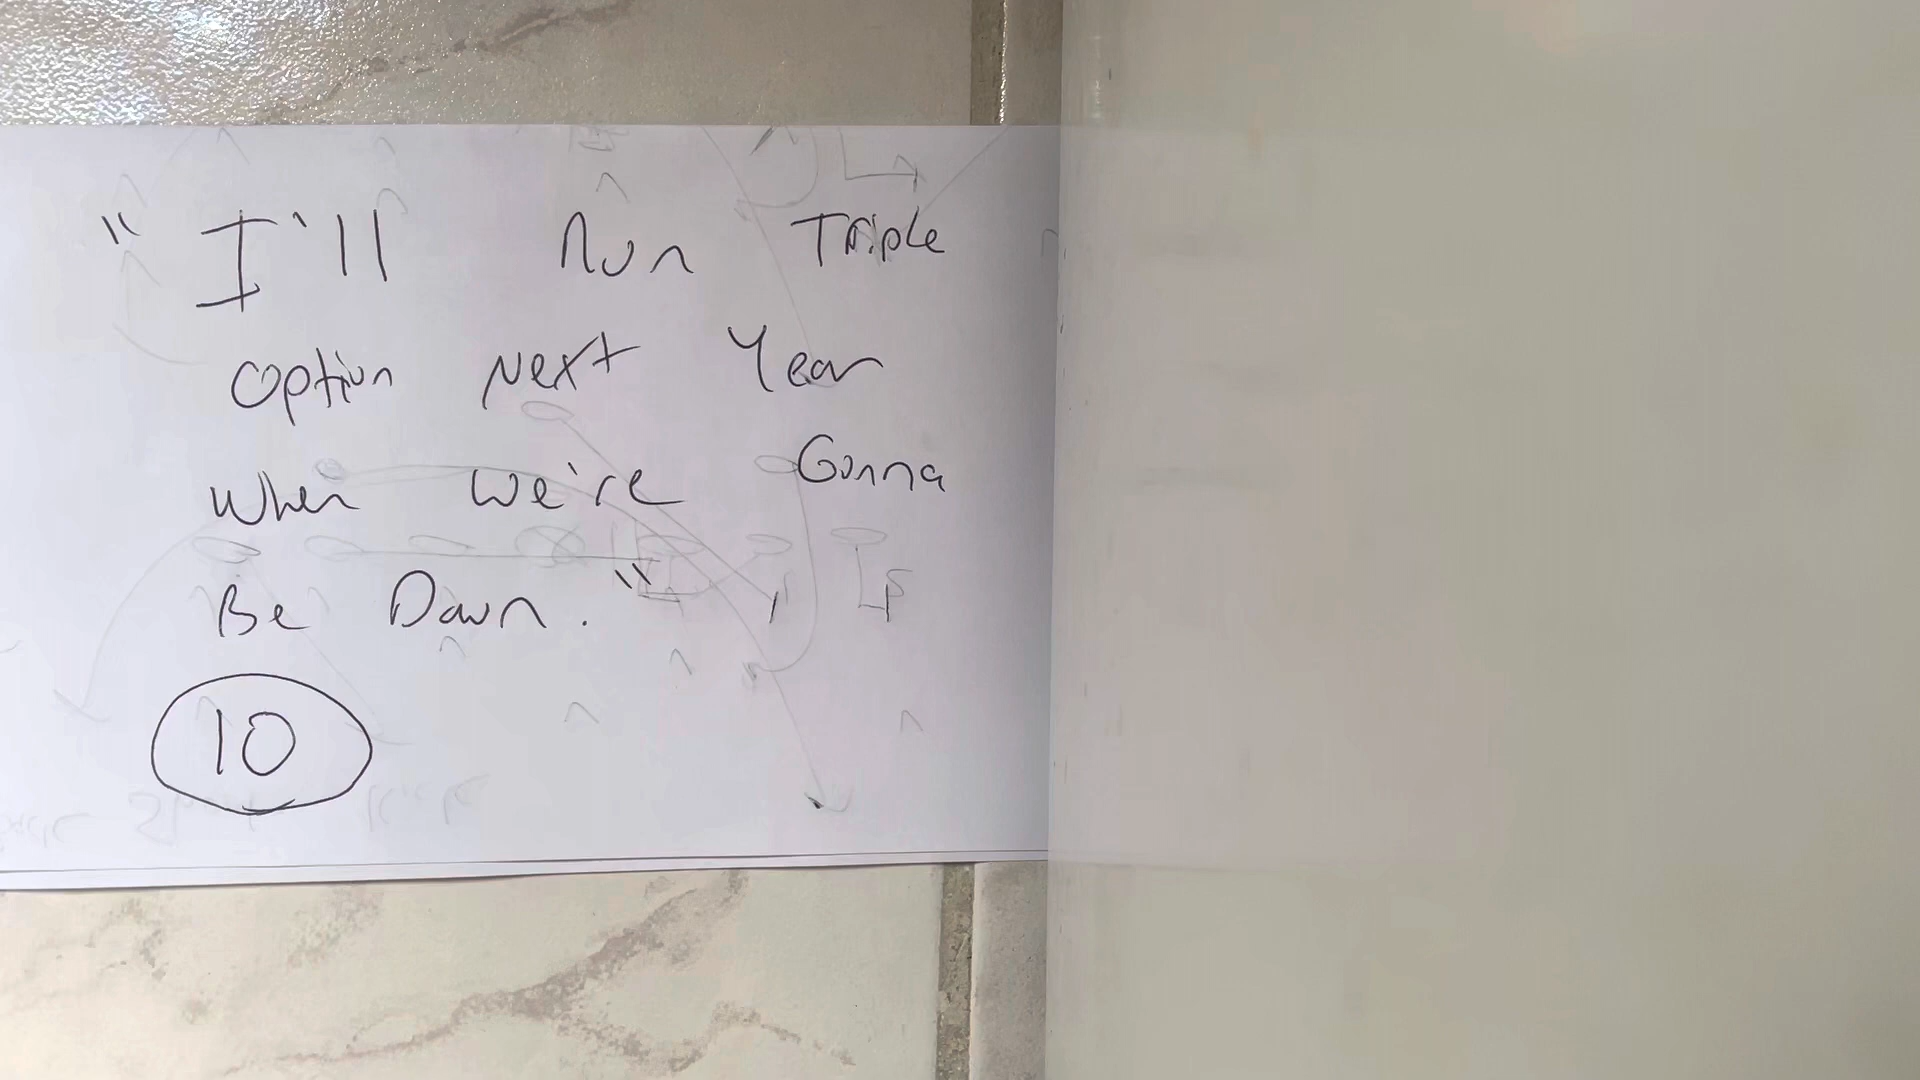 "I'll Run Triple
Option Next Year
When We're Gonna
Be Down."
10